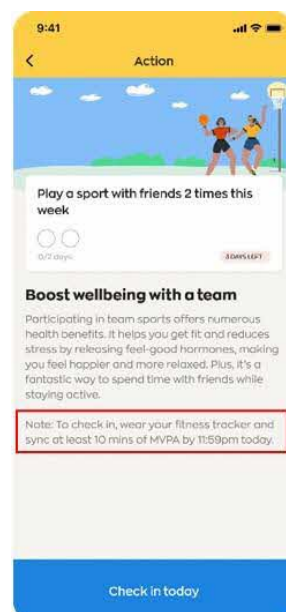 9:41
Action
Play a sport with friends 2 times this
week
0/2 days
3 DAYS LEFT
Boost wellbeing with a team
Participating in team sports offers numerous
health benefits. It helps you get fit and reduces
stress by releasing feel-good hormones, making
you feel happier and more relaxed. Plus, it's a
fantastic way to spend time with friends while
staying active.
Note: To check in, wear your fitness tracker and
sync at least 10 mins of MVPA by 11:59pm today.
Check in today